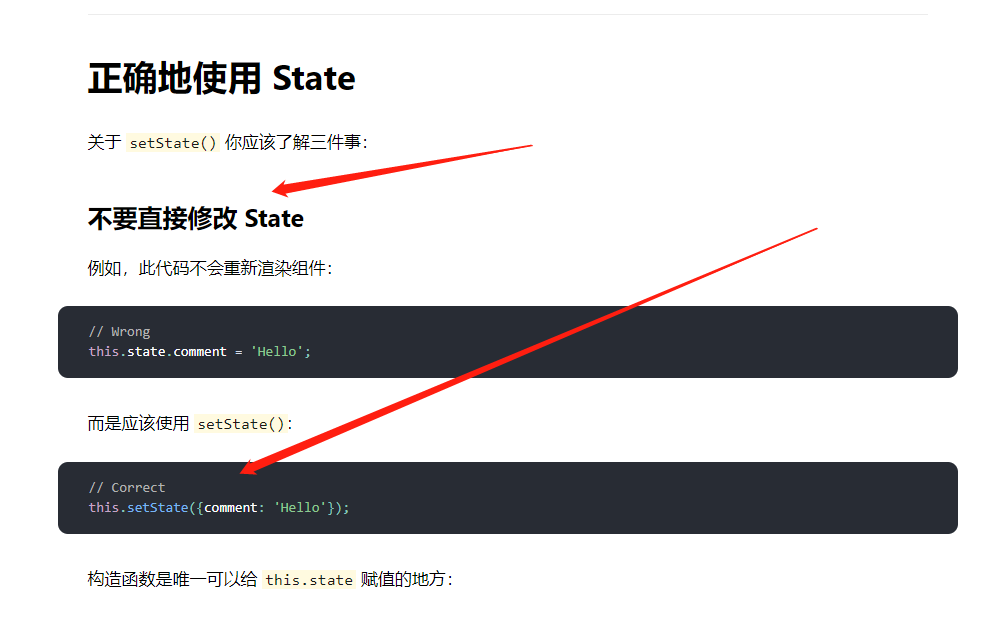 正确地使用 State
关于 setState() 你应该了解三件事：
不要直接修改 State
例如，此代码不会重新渲染组件：
// Wrong
this.state.comment = 'Hello';
而是应该使用 setState():
// Correct
this.setState({comment: 'Hello'});
构造函数是唯一可以给 this.state 赋值的地方：